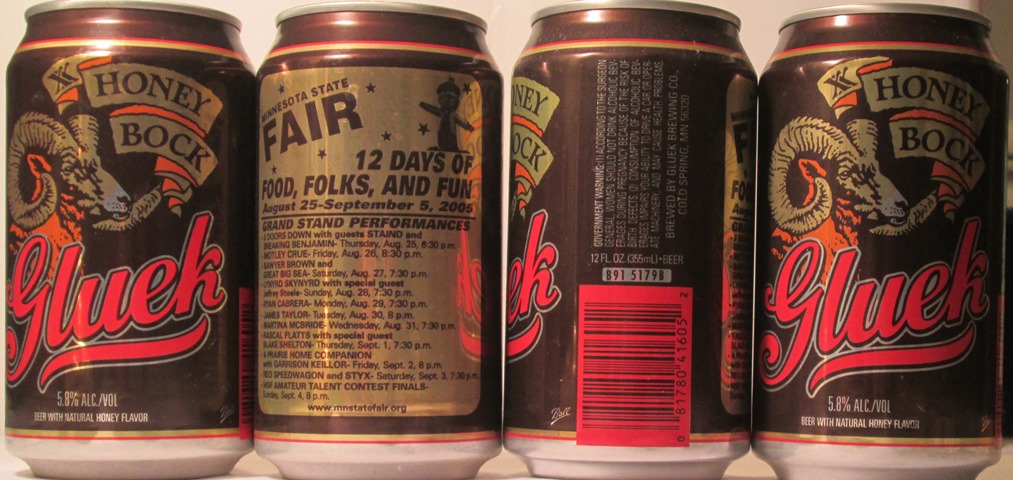 XX
HONEY
BOCK
Gluek
5.8% ALC./VOL
BEER WITH NATURAL HONEY FLAVOR
Ball
MINNESOTA STATE
FAIR
12 DAYS OF
FOOD, FOLKS, AND FUN
August 25-September 5, 2005
GRAND STAND PERFORMANCES
3 DOORS DOWN with guests STAIND and
BREAKING BENJAMIN- Thursday, Aug. 25, 6:30 p.m.
MOTLEY CRUE- Friday, Aug. 26, 8:30 p.m.
SAWYER BROWN and
GREAT BIG SEA- Saturday, Aug. 27, 7:30 p.m.
LYNYRD SKYNYRD with special guest
Jeffrey Steele- Sunday, Aug. 28, 7:30 p.m.
RYAN CABRERA- Monday, Aug. 29, 7:30 p.m.
JAMES TAYLOR- Tuesday, Aug. 30, 8 p.m.
MARTINA MCBRIDE- Wednesday, Aug. 31, 7:30 p.m.
RASCAL FLATTS with special guest
BLAKE SHELTON- Thursday, Sept. 1, 7:30 p.m.
A PRAIRIE HOME COMPANION
with GARRISON KEILLOR- Friday, Sept. 2, 8 p.m.
REO SPEEDWAGON and STYX- Saturday, Sept. 3, 7:30 p.m.
MSF AMATEUR TALENT CONTEST FINALS-
Sunday, Sept. 4, 8 p.m.
www.mnstatefair.org
NEY
OCK
ek
GOVERNMENT WARNING: (1) ACCORDING TO THE SURGEON
GENERAL, WOMEN SHOULD NOT DRINK ALCOHOLIC BEV-
ERAGES DURING PREGNANCY BECAUSE OF THE RISK OF
BIRTH DEFECTS. (2) CONSUMPTION OF ALCOHOLIC BEV-
ERAGES IMPAIRS YOUR ABILITY TO DRIVE A CAR OR OPER-
ATE MACHINERY, AND MAY CAUSE HEALTH PROBLEMS.
BREWED BY GLUEK BREWING CO.,
COLD SPRING, MN 56320
12 FL. OZ. (355mL)•BEER
B91 5179B
0 81780 41605 2
Ball
XX
HONEY
BOCK
Gluek
5.8% ALC./VOL
BEER WITH NATURAL HONEY FLAVOR